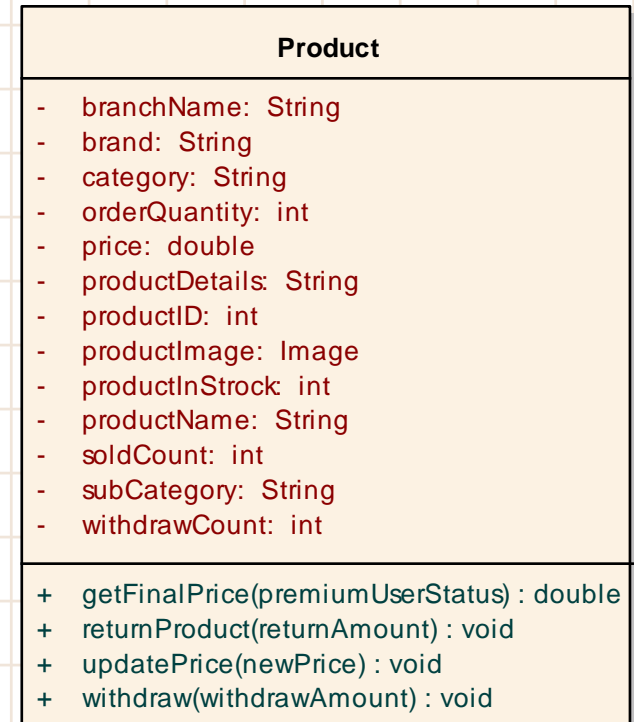 Product
- branchName: String
- brand: String
- category: String
- orderQuantity: int
- price: double
- productDetails: String
- productID: int
- productImage: Image
- productInStrock: int
- productName: String
- soldCount: int
- subCategory: String
- withdrawCount: int
+ getFinalPrice(premiumUserStatus) : double
+ returnProduct(returnAmount) : void
+ updatePrice(newPrice) : void
+ withdraw(withdrawAmount) : void